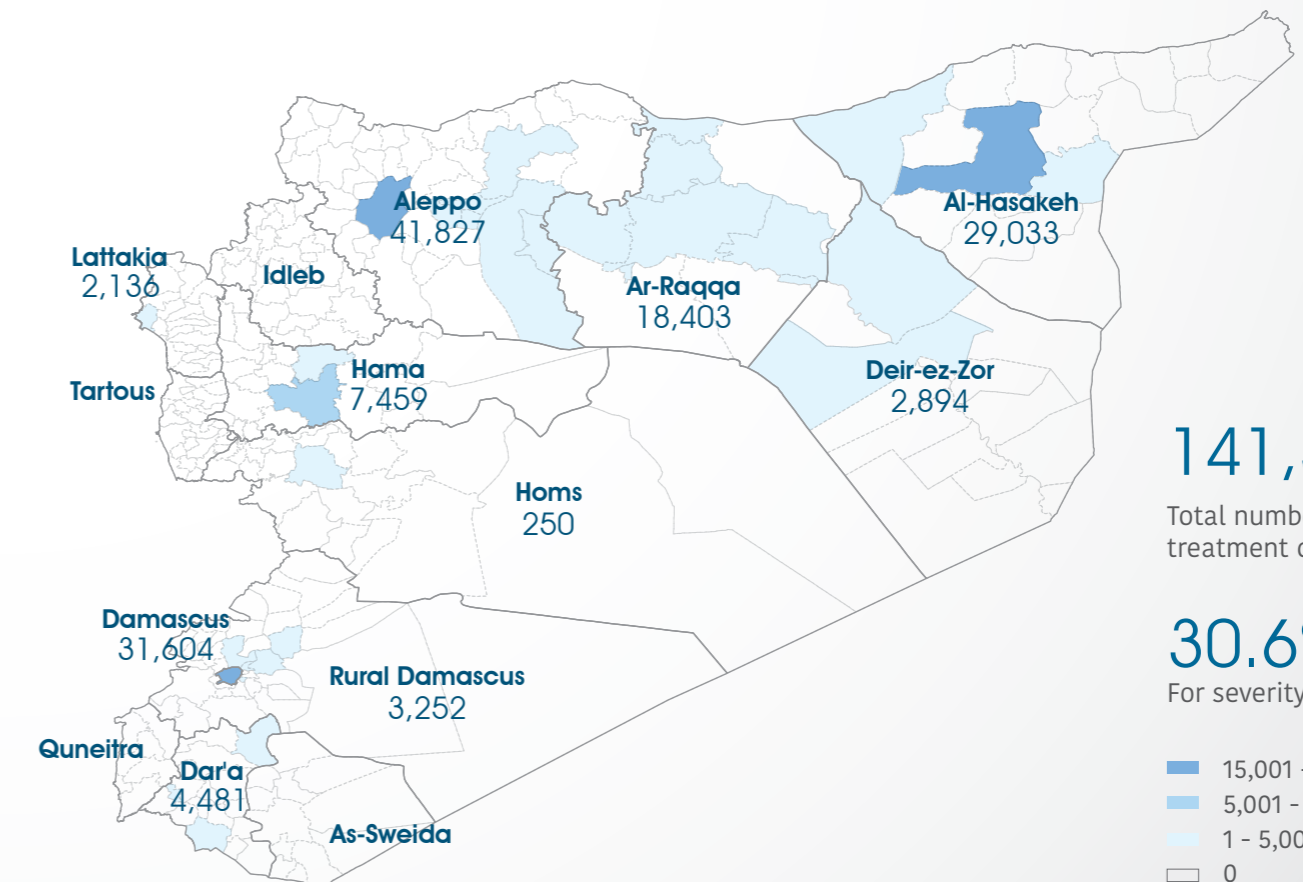 Aleppo
41,827
Al-Hasakeh
29,033
Lattakia
2,136
Idleb
Ar-Raqqa
18,403
Hama
7,459
Deir-ez-Zor
2,894
Tartous
Homs
250
Damascus
31,604
Rural Damascus
3,252
Quneitra
Dar'a
4,481
As-Sweida
141,
Total numb
treatment
30.6
For severity
15,001 -
5,001 -
1 - 5,00
0